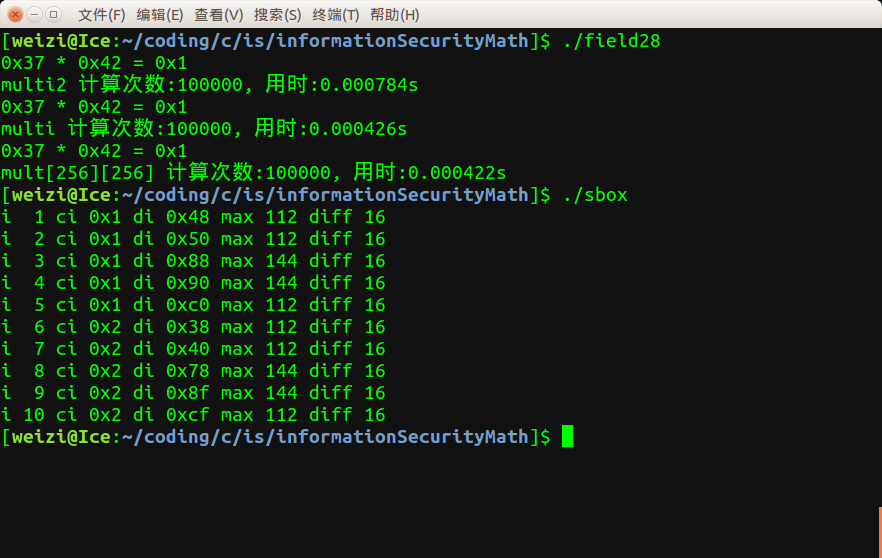 文件(F) 编辑(E) 查看(V) 搜索(S) 终端(T) 帮助(H)
[weizi@Ice:~/coding/c/is/informationSecurityMath]$ ./field28
0x37 * 0x42 = 0x1
multi2 计算次数:100000, 用时:0.000784s
0x37 * 0x42 = 0x1
multi 计算次数:100000, 用时:0.000426s
0x37 * 0x42 = 0x1
mult[256][256] 计算次数:100000, 用时:0.000422s
[weizi@Ice:~/coding/c/is/informationSecurityMath]$ ./sbox
i  1 ci 0x1 di 0x48 max 112 diff 16
i  2 ci 0x1 di 0x50 max 112 diff 16
i  3 ci 0x1 di 0x88 max 144 diff 16
i  4 ci 0x1 di 0x90 max 144 diff 16
i  5 ci 0x1 di 0xc0 max 112 diff 16
i  6 ci 0x2 di 0x38 max 112 diff 16
i  7 ci 0x2 di 0x40 max 112 diff 16
i  8 ci 0x2 di 0x78 max 144 diff 16
i  9 ci 0x2 di 0x8f max 144 diff 16
i 10 ci 0x2 di 0xcf max 112 diff 16
[weizi@Ice:~/coding/c/is/informationSecurityMath]$